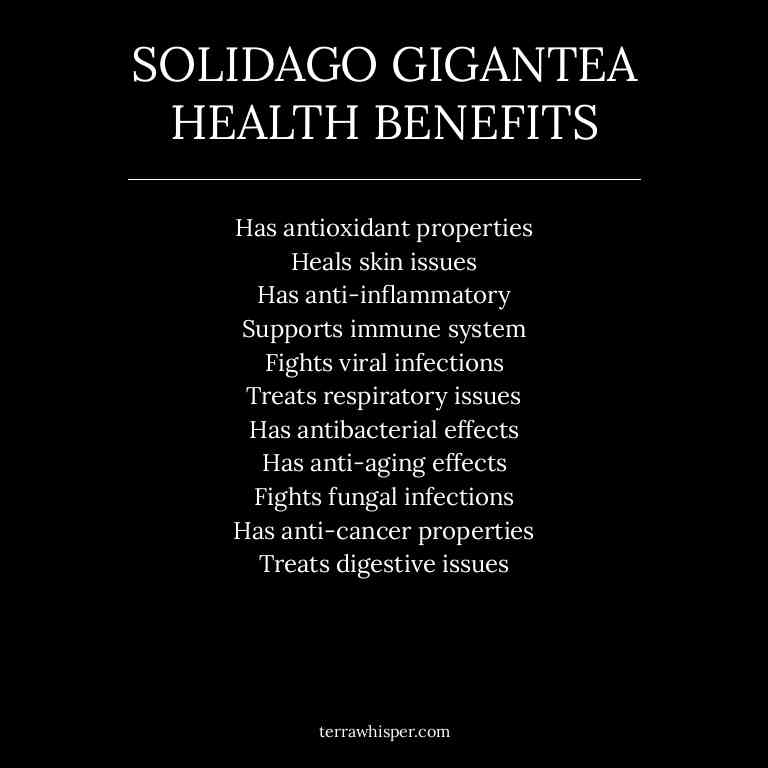 SOLIDAGO GIGANTEA
HEALTH BENEFITS
Has antioxidant properties
Heals skin issues
Has anti-inflammatory
Supports immune system
Fights viral infections
Treats respiratory issues
Has antibacterial effects
Has anti-aging effects
Fights fungal infections
Has anti-cancer properties
Treats digestive issues
terrawhisper.com